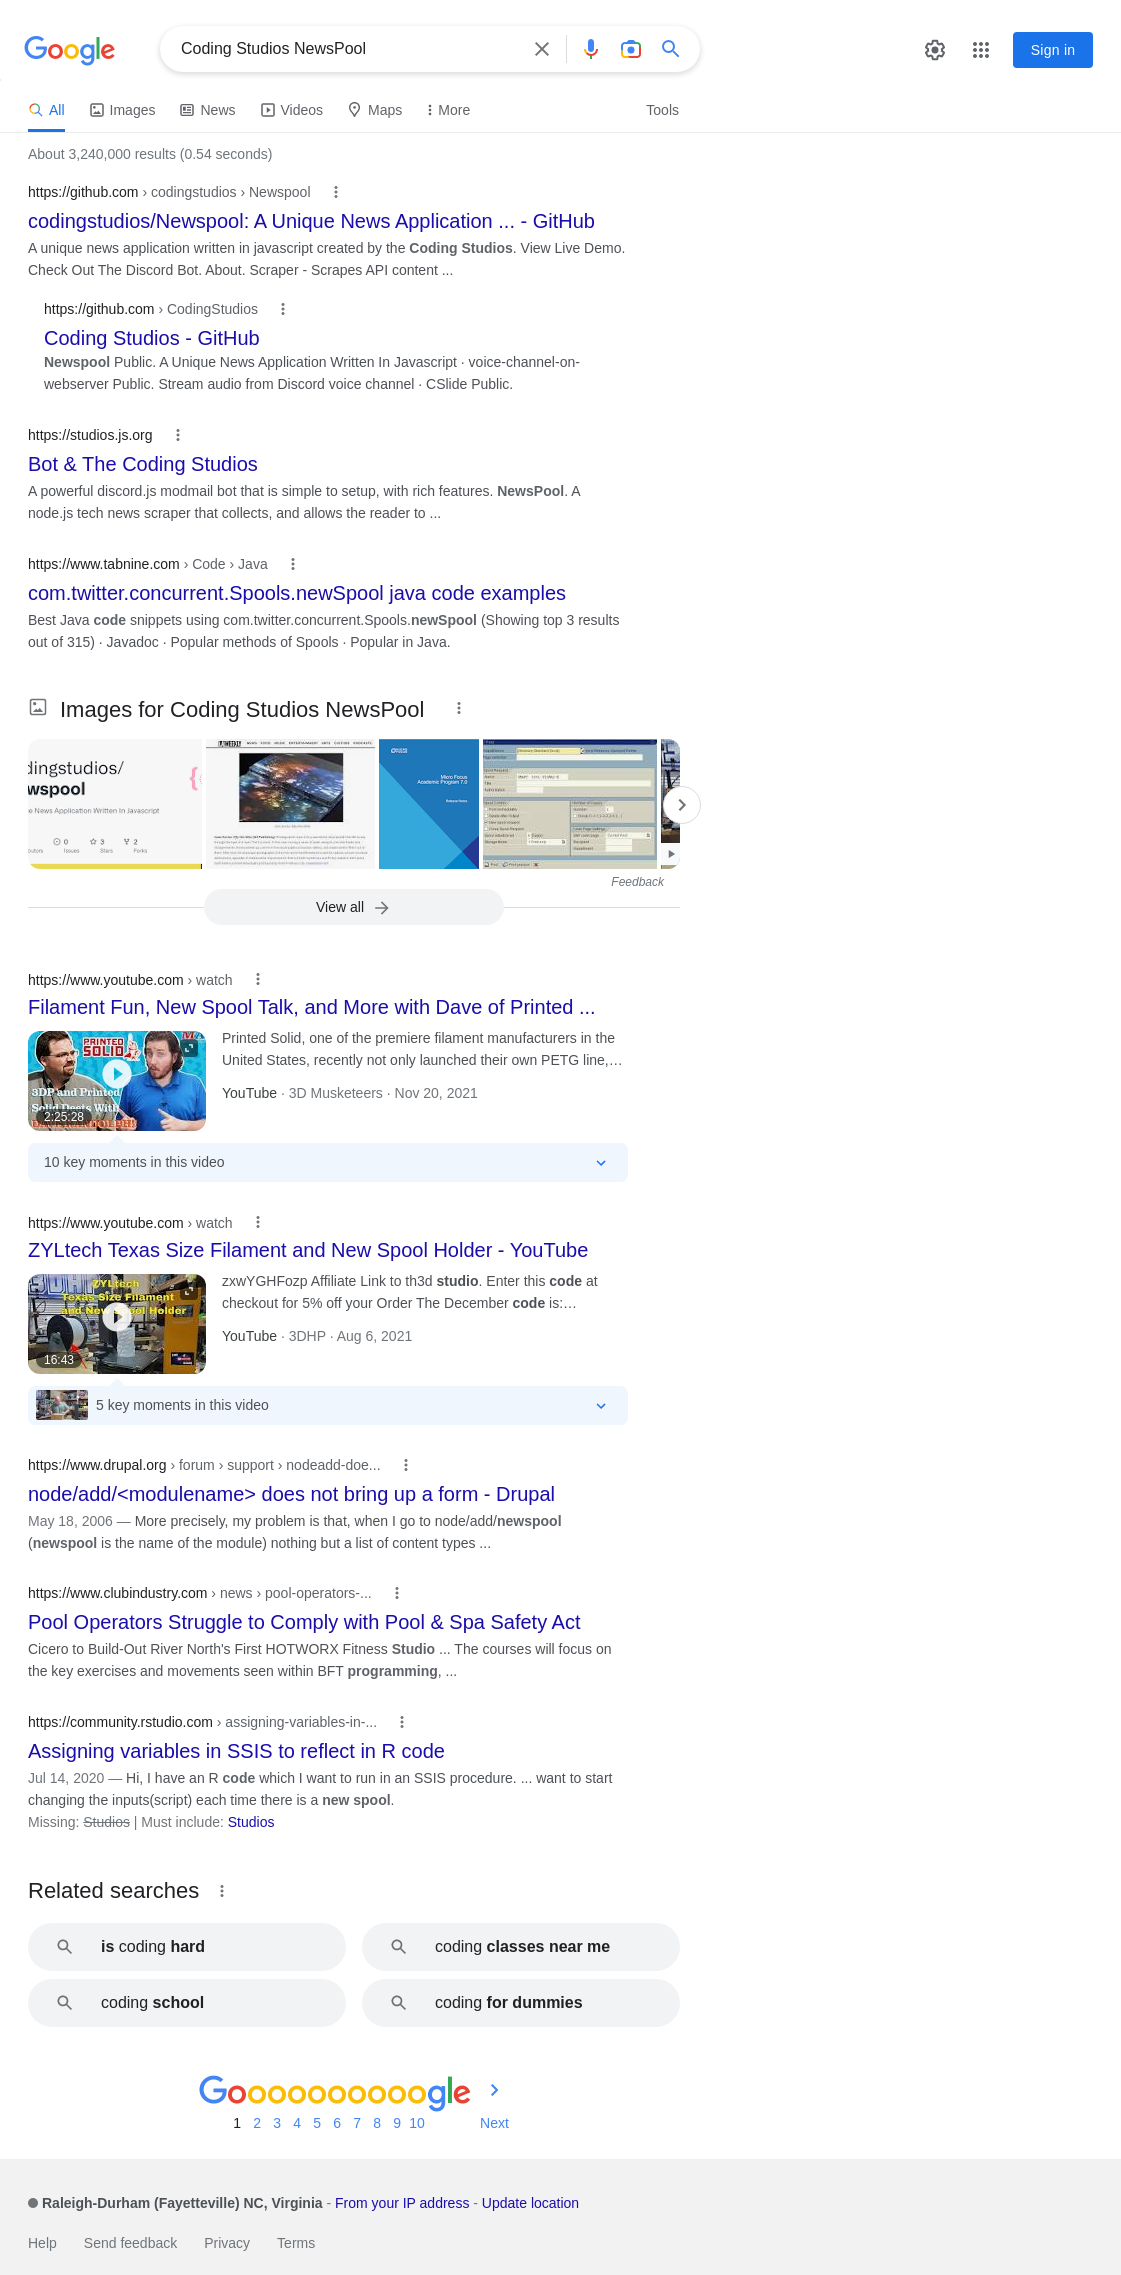 Google
Coding Studios NewsPool
Sign in
All Images News Videos Maps More Tools
About 3,240,000 results (0.54 seconds)
https://github.com › codingstudios › Newspool
codingstudios/Newspool: A Unique News Application ... - GitHub
A unique news application written in javascript created by the Coding Studios. View Live Demo.
Check Out The Discord Bot. About. Scraper - Scrapes API content ...
https://github.com › CodingStudios
Coding Studios - GitHub
Newspool Public. A Unique News Application Written In Javascript · voice-channel-on-
webserver Public. Stream audio from Discord voice channel · CSlide Public.
https://studios.js.org
Bot & The Coding Studios
A powerful discord.js modmail bot that is simple to setup, with rich features. NewsPool. A
node.js tech news scraper that collects, and allows the reader to ...
https://www.tabnine.com › Code › Java
com.twitter.concurrent.Spools.newSpool java code examples
Best Java code snippets using com.twitter.concurrent.Spools.newSpool (Showing top 3 results
out of 315) · Javadoc · Popular methods of Spools · Popular in Java.
Images for Coding Studios NewsPool
dingstudios/
wspool
e News Application Written In Javascript
0 3 2
Issues Stars Forks
Micro Focus
Academic Program 7.0
Feedback
View all
https://www.youtube.com › watch
Filament Fun, New Spool Talk, and More with Dave of Printed ...
PRINTED
SOLID
3DP and Printed
Solid Deets With
2:25:28
Printed Solid, one of the premiere filament manufacturers in the
United States, recently not only launched their own PETG line,…
YouTube · 3D Musketeers · Nov 20, 2021
10 key moments in this video
https://www.youtube.com › watch
ZYLtech Texas Size Filament and New Spool Holder - YouTube
ZYLtech
Texas Size Filament
and New Spool Holder
16:43
zxwYGHFozp Affiliate Link to th3d studio. Enter this code at
checkout for 5% off your Order The December code is:…
YouTube · 3DHP · Aug 6, 2021
5 key moments in this video
https://www.drupal.org › forum › support › nodeadd-doe...
node/add/<modulename> does not bring up a form - Drupal
May 18, 2006 — More precisely, my problem is that, when I go to node/add/newspool
(newspool is the name of the module) nothing but a list of content types ...
https://www.clubindustry.com › news › pool-operators-...
Pool Operators Struggle to Comply with Pool & Spa Safety Act
Cicero to Build-Out River North's First HOTWORX Fitness Studio ... The courses will focus on
the key exercises and movements seen within BFT programming, ...
https://community.rstudio.com › assigning-variables-in-...
Assigning variables in SSIS to reflect in R code
Jul 14, 2020 — Hi, I have an R code which I want to run in an SSIS procedure. ... want to start
changing the inputs(script) each time there is a new spool.
Missing: Studios | Must include: Studios
Related searches
is coding hard
coding classes near me
coding school
coding for dummies
Goooooooooogle
1 2 3 4 5 6 7 8 9 10 Next
Raleigh-Durham (Fayetteville) NC, Virginia - From your IP address - Update location
Help Send feedback Privacy Terms